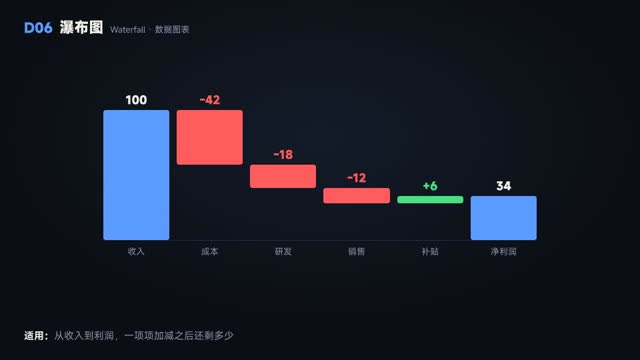 D06 瀑布图 Waterfall · 数据图表
100 -42 -18 -12 +6 34
收入 成本 研发 销售 补贴 净利润
适用：从收入到利润，一项项加减之后还剩多少